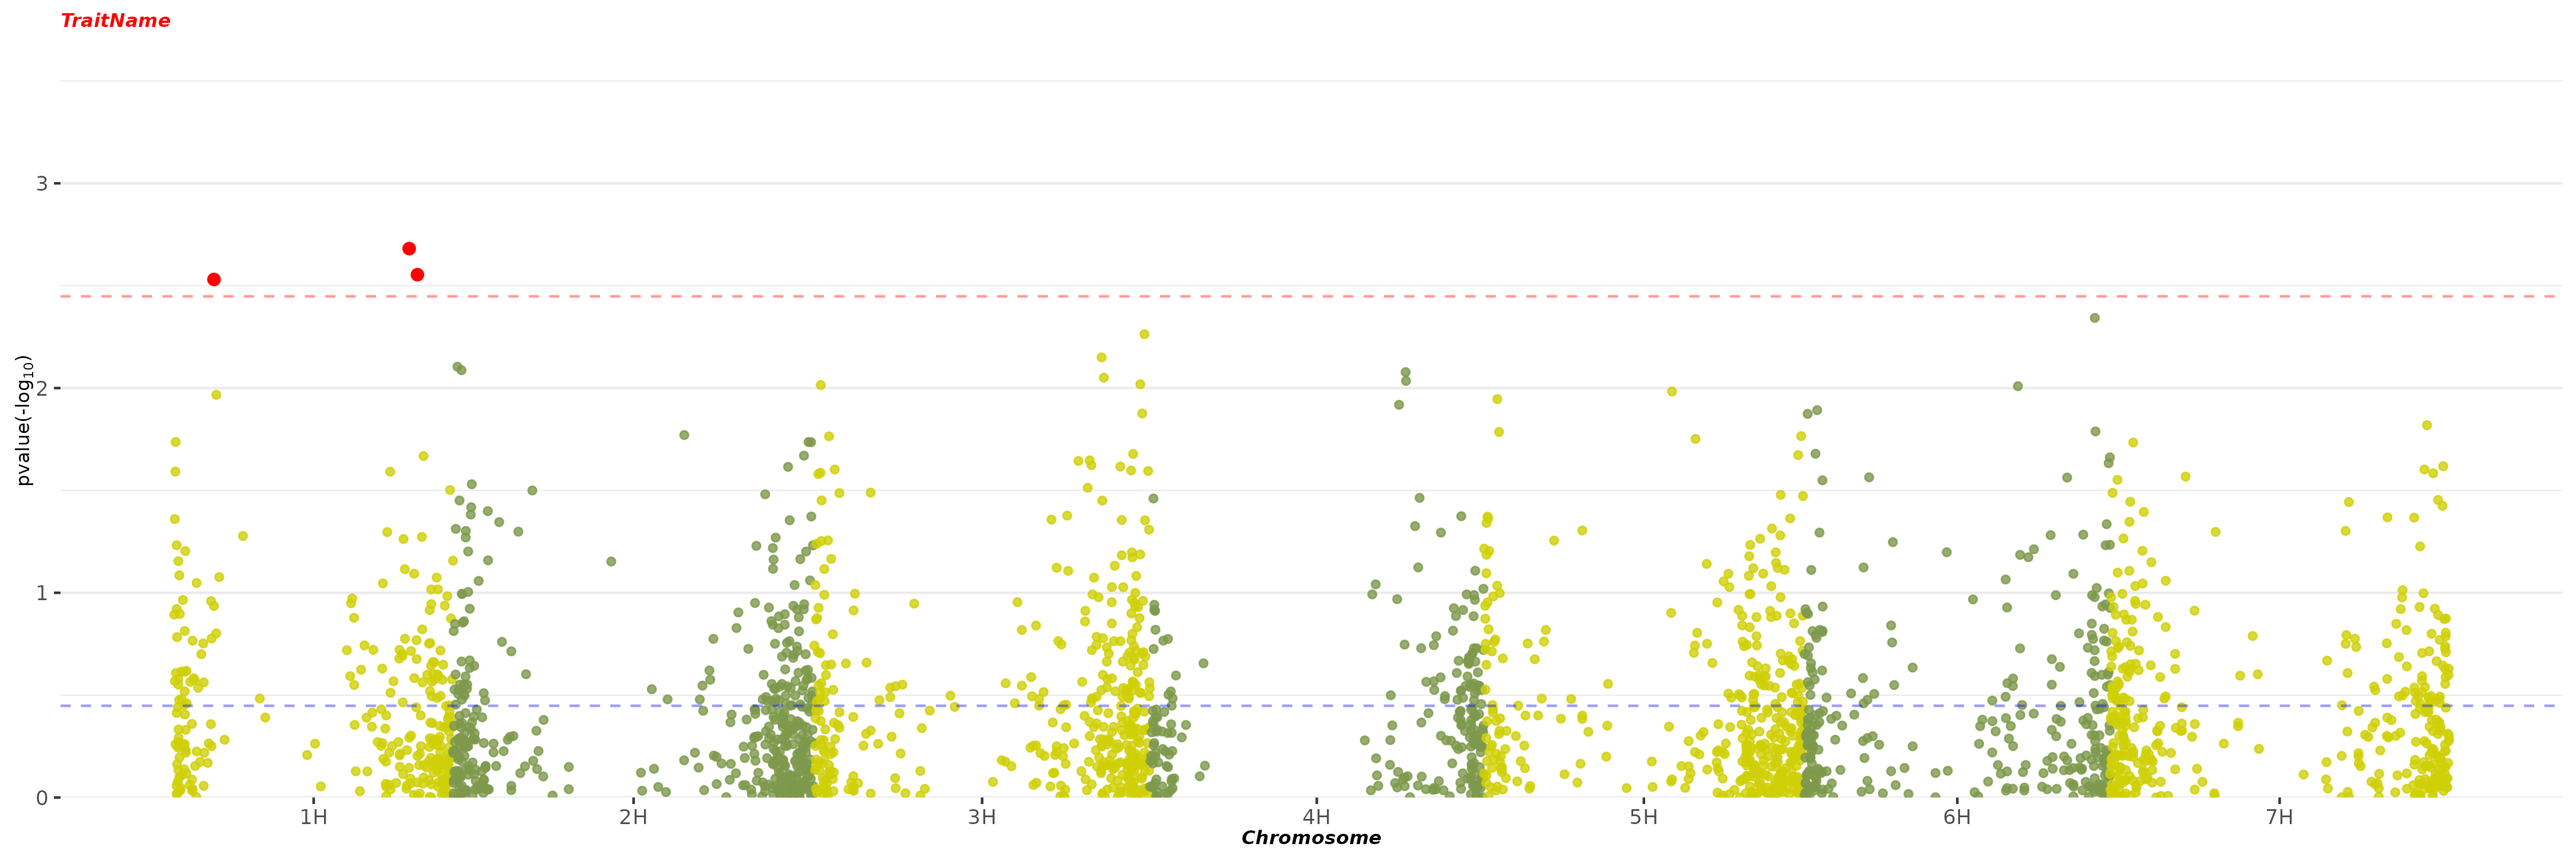 TraitName
3
2
1
0
pvalue(-log10)
1H 2H 3H 4H 5H 6H 7H
Chromosome